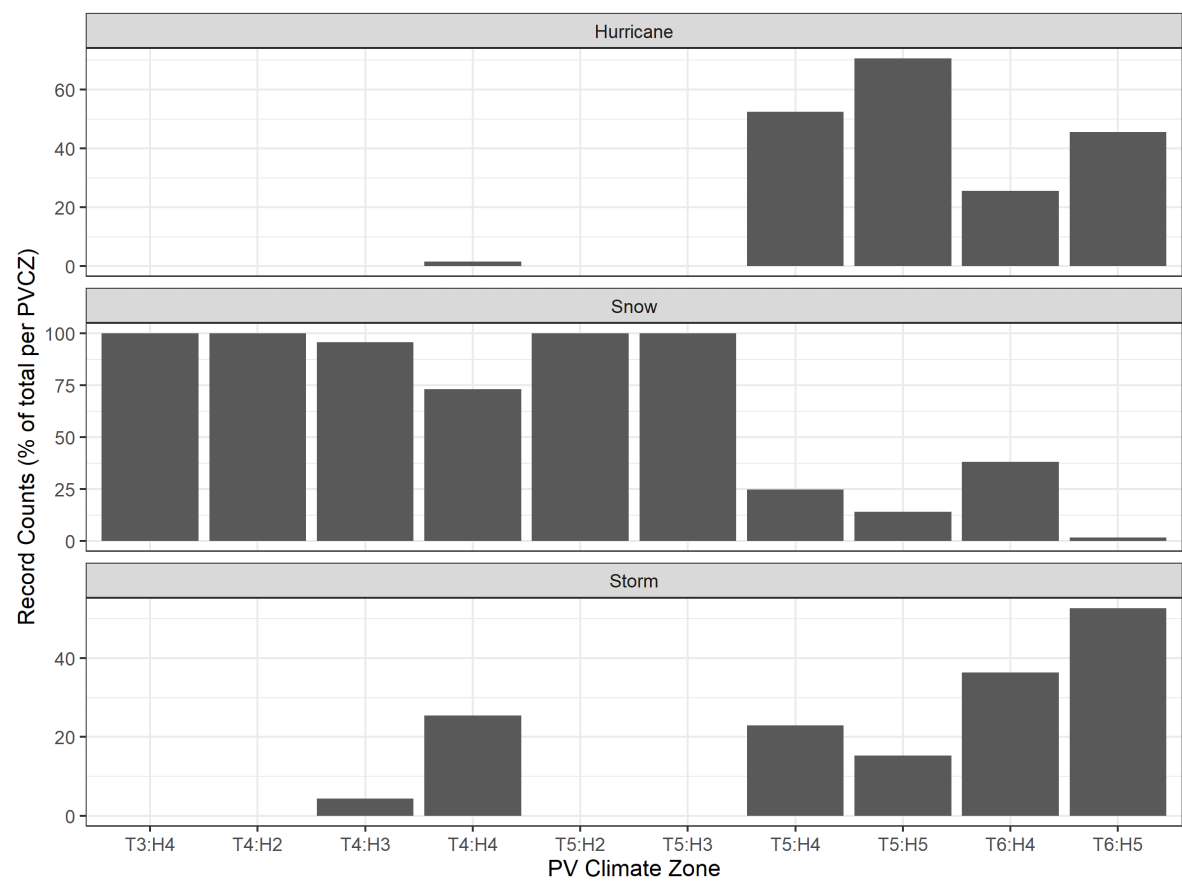 Hurricane
60
40
20
0
Snow
100
75
50
25
0
Storm
40
20
0
T3:H4 T4:H2 T4:H3 T4:H4 T5:H2 T5:H3 T5:H4 T5:H5 T6:H4 T6:H5
PV Climate Zone
Record Counts (% of total per PVCZ)